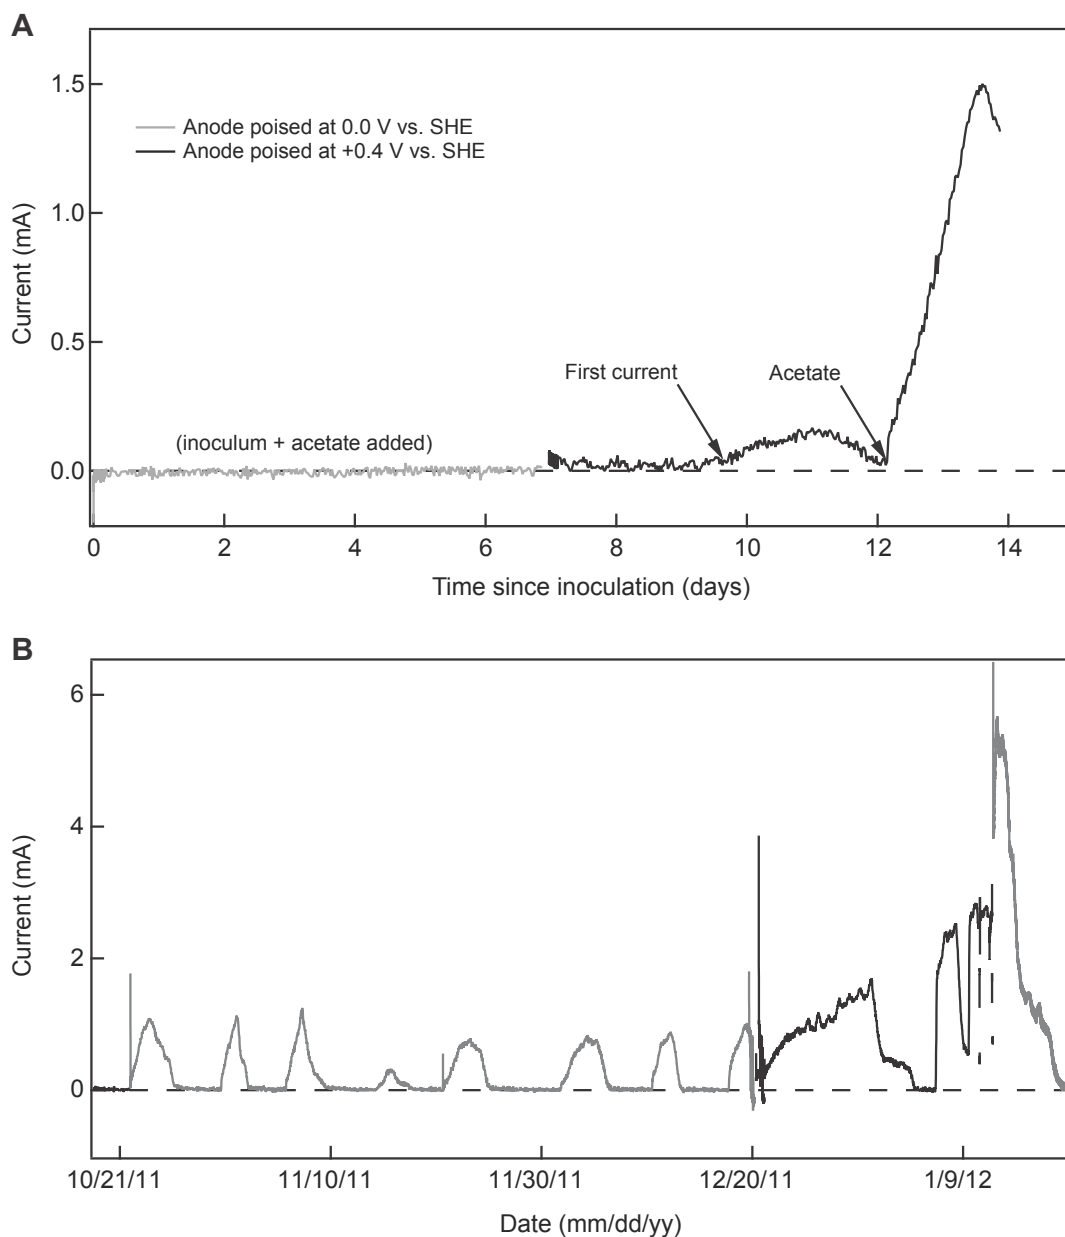 A
1.5
Anode poised at 0.0 V vs. SHE
Anode poised at +0.4 V vs. SHE
1.0
Current (mA)
0.5
First current
Acetate
(inoculum + acetate added)
0.0
0 2 4 6 8 10 12 14
Time since inoculation (days)
B
6
4
Current (mA)
2
0
10/21/11 11/10/11 11/30/11 12/20/11 1/9/12
Date (mm/dd/yy)